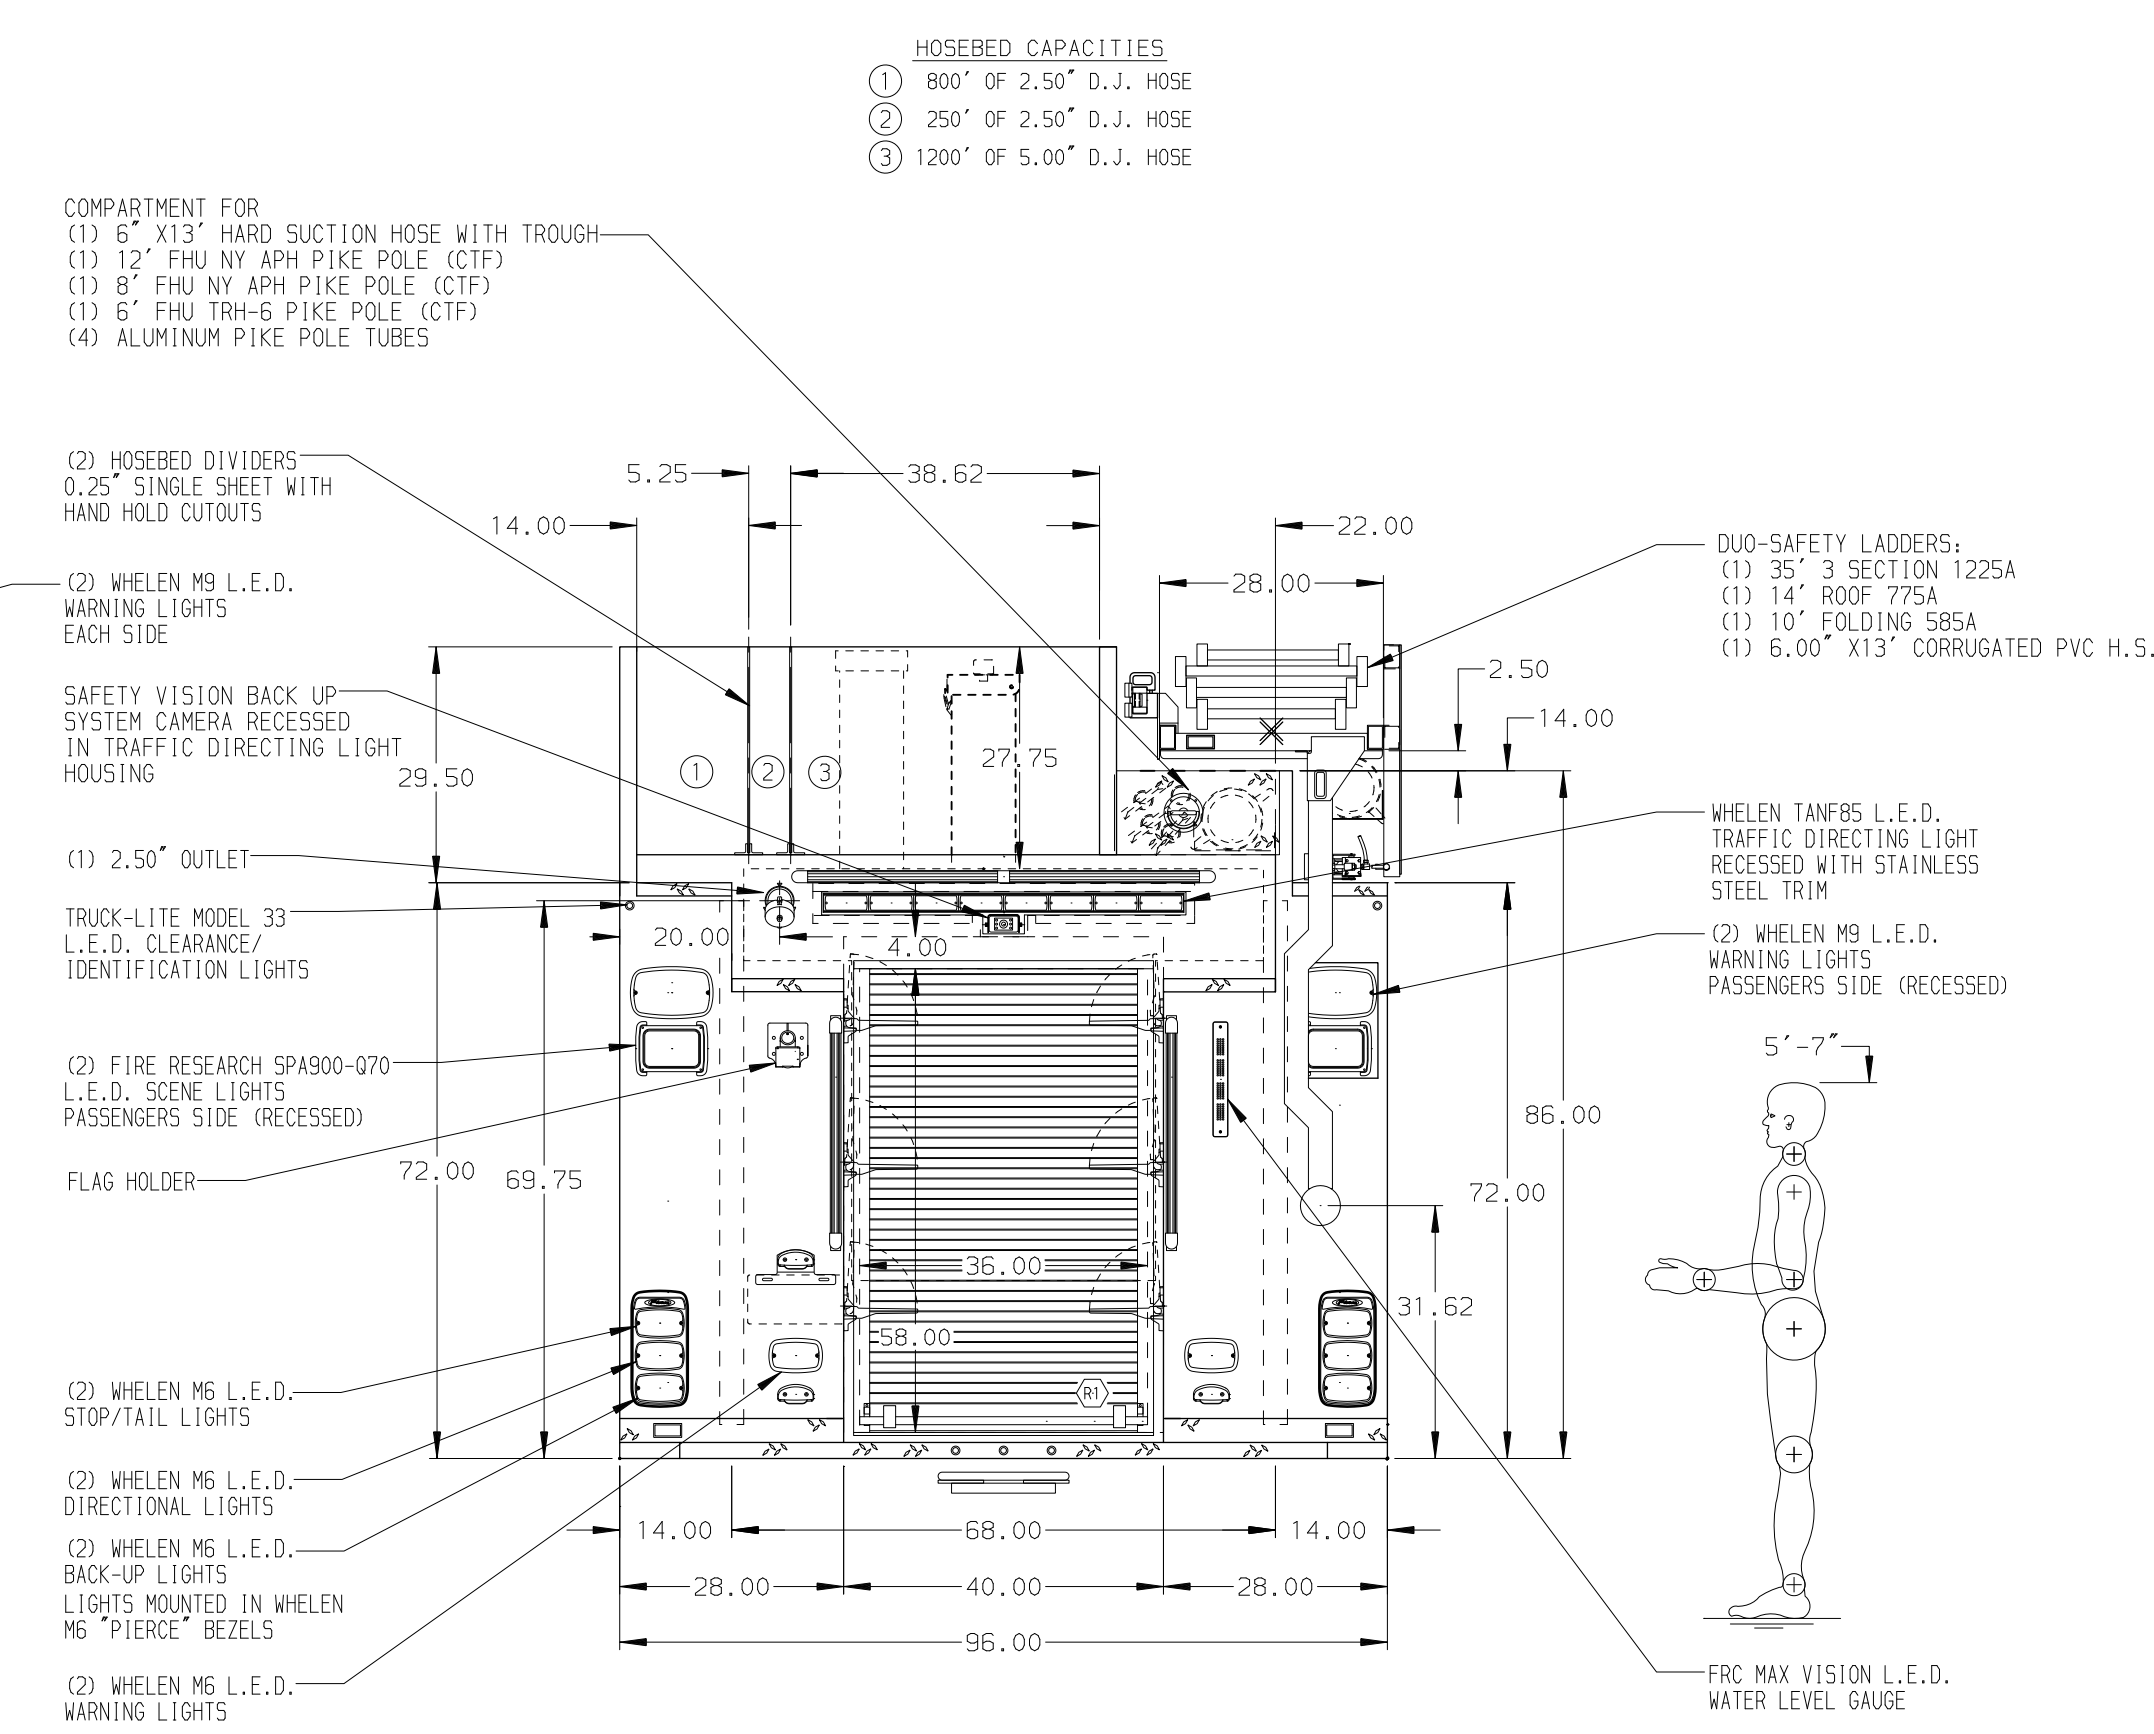 HOSEBED CAPACITIES
1 800' OF 2.50" D.J. HOSE
2 250' OF 2.50" D.J. HOSE
3 1200' OF 5.00" D.J. HOSE
COMPARTMENT FOR
(1) 6" X13' HARD SUCTION HOSE WITH TROUGH
(1) 12' FHU NY APH PIKE POLE (CTF)
(1) 8' FHU NY APH PIKE POLE (CTF)
(1) 6' FHU TRH-6 PIKE POLE (CTF)
(4) ALUMINUM PIKE POLE TUBES
(2) HOSEBED DIVIDERS
0.25" SINGLE SHEET WITH
HAND HOLD CUTOUTS
(2) WHELEN M9 L.E.D.
WARNING LIGHTS
EACH SIDE
SAFETY VISION BACK UP
SYSTEM CAMERA RECESSED
IN TRAFFIC DIRECTING LIGHT
HOUSING
(1) 2.50" OUTLET
TRUCK-LITE MODEL 33
L.E.D. CLEARANCE/
IDENTIFICATION LIGHTS
(2) FIRE RESEARCH SPA900-Q70
L.E.D. SCENE LIGHTS
PASSENGERS SIDE (RECESSED)
FLAG HOLDER
(2) WHELEN M6 L.E.D.
STOP/TAIL LIGHTS
(2) WHELEN M6 L.E.D.
DIRECTIONAL LIGHTS
(2) WHELEN M6 L.E.D.
BACK-UP LIGHTS
LIGHTS MOUNTED IN WHELEN
M6 "PIERCE" BEZELS
(2) WHELEN M6 L.E.D.
WARNING LIGHTS
5.25
38.62
14.00
22.00
28.00
2.50
14.00
29.50
1
2
3
27.75
20.00
4.00
72.00
69.75
86.00
72.00
36.00
31.62
58.00
R-1
14.00
68.00
14.00
28.00
40.00
28.00
96.00
DUO-SAFETY LADDERS:
(1) 35' 3 SECTION 1225A
(1) 14' ROOF 775A
(1) 10' FOLDING 585A
(1) 6.00" X13' CORRUGATED PVC H.S.
WHELEN TANF85 L.E.D.
TRAFFIC DIRECTING LIGHT
RECESSED WITH STAINLESS
STEEL TRIM
(2) WHELEN M9 L.E.D.
WARNING LIGHTS
PASSENGERS SIDE (RECESSED)
5'-7"
FRC MAX VISION L.E.D.
WATER LEVEL GAUGE